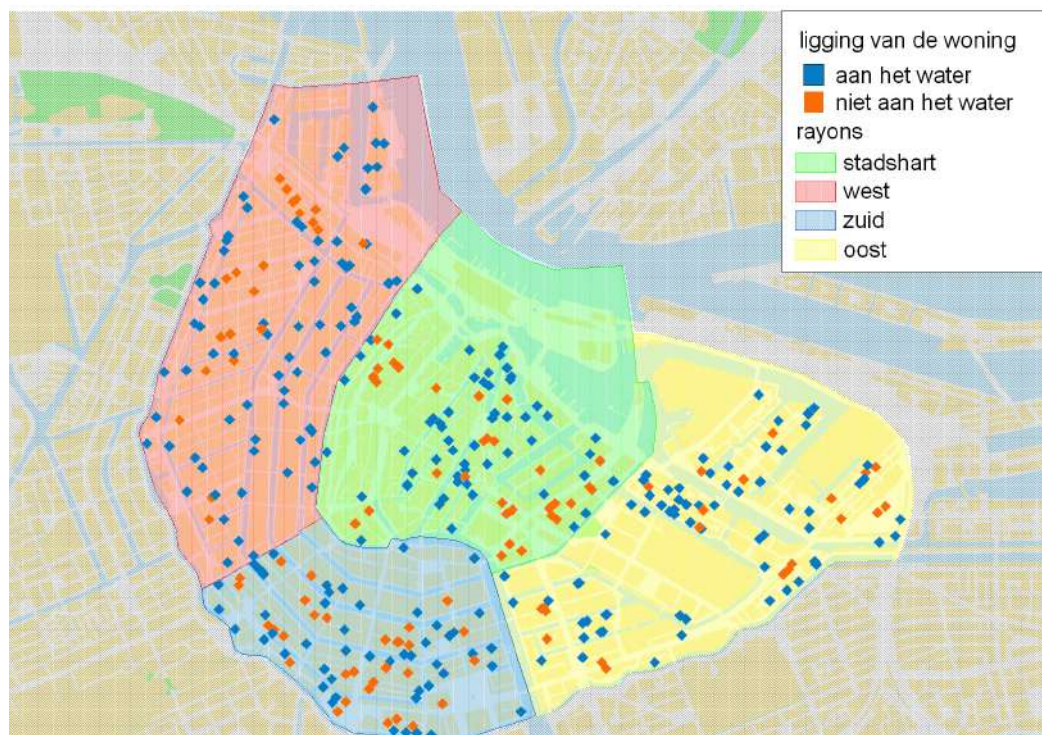 ligging van de woning
aan het water
niet aan het water
rayons
stadshart
west
zuid
oost